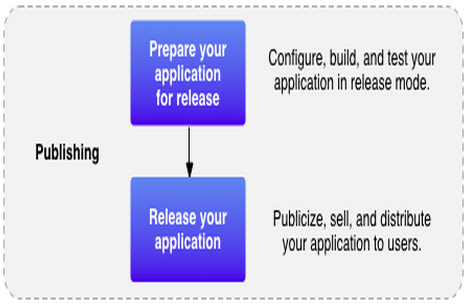 Prepare your
application
for release
Configure, build, and test your
application in release mode.
Publishing
Release your
application
Publicize, sell, and distribute
your application to users.